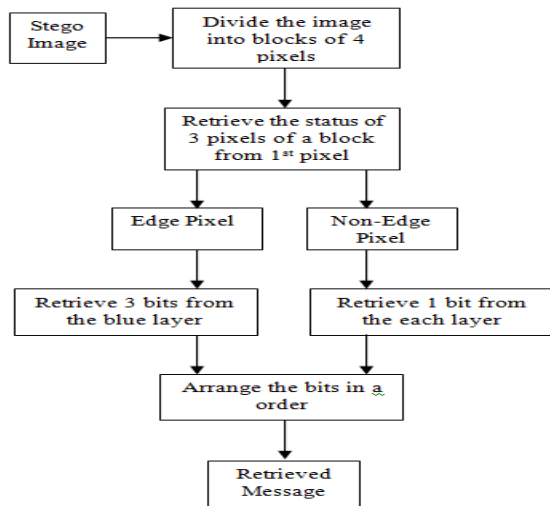 Stego
Image
Divide the image
into blocks of 4
pixels
Retrieve the status of
3 pixels of a block
from 1st pixel
Edge Pixel
Non-Edge
Pixel
Retrieve 3 bits from
the blue layer
Retrieve 1 bit from
the each layer
Arrange the bits in a
order
Retrieved
Message